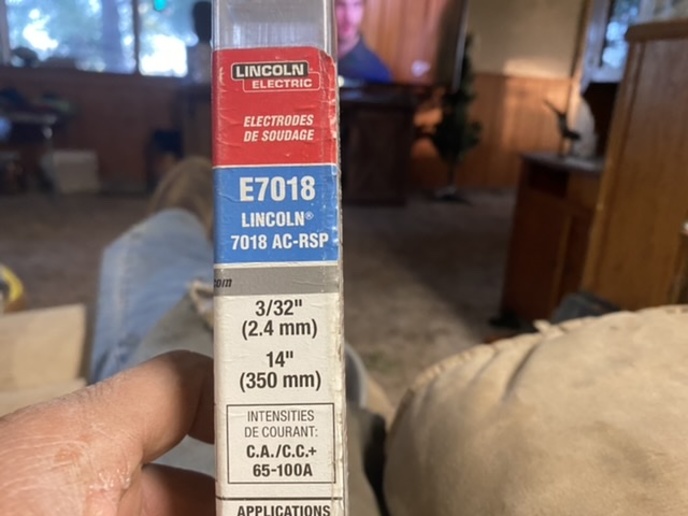 LINCOLN
ELECTRIC
ELECTRODES
DE SOUDAGE
E7018
LINCOLN®
7018 AC-RSP
om
3/32"
(2.4 mm)
14"
(350 mm)
INTENSITIES
DE COURANT:
C.A./C.C.+
65-100A
APPLICATIONS